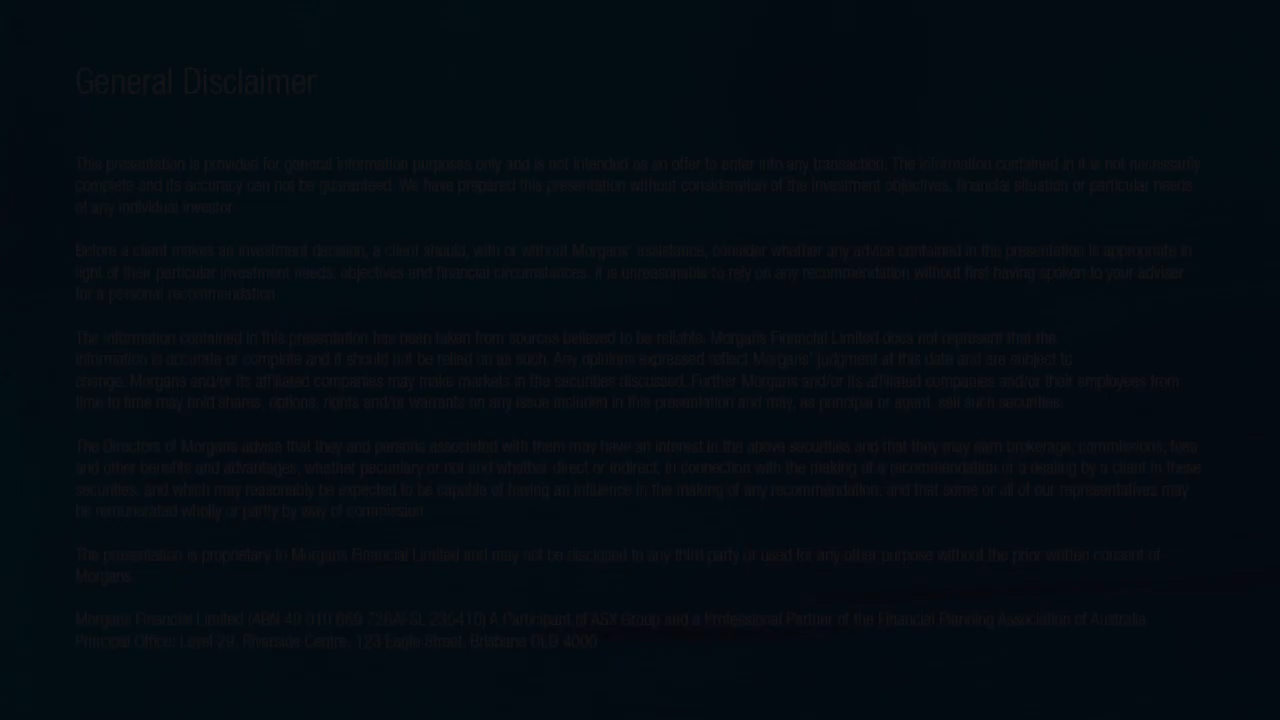 General Disclaimer
This presentation is provided for general information purposes only and is not intended as an offer to enter into any transaction. The information contained in it is not necessarily
complete and its accuracy can not be guaranteed. We have prepared this presentation without consideration of the investment objectives, financial situation or particular needs
of any individual investor.
Before a client makes an investment decision, a client should, with or without Morgans' assistance, consider whether any advice contained in the presentation is appropriate in
light of their particular investment needs, objectives and financial circumstances. It is unreasonable to rely on any recommendation without first having spoken to your adviser
for a personal recommendation.
The information contained in this presentation has been taken from sources believed to be reliable. Morgans Financial Limited does not represent that the
information is accurate or complete and it should not be relied on as such. Any opinions expressed reflect Morgans' judgment at this date and are subject to
change. Morgans and/or its affiliated companies may make markets in the securities discussed. Further Morgans and/or its affiliated companies and/or their employees from
time to time may hold shares, options, rights and/or warrants on any issue included in this presentation and may, as principal or agent, sell such securities.
The Directors of Morgans advise that they and persons associated with them may have an interest in the above securities and that they may earn brokerage, commissions, fees
and other benefits and advantages, whether pecuniary or not and whether direct or indirect, in connection with the making of a recommendation or a dealing by a client in these
securities, and which may reasonably be expected to be capable of having an influence in the making of any recommendation, and that some or all of our representatives may
be remunerated wholly or partly by way of commission.
The presentation is proprietary to Morgans Financial Limited and may not be disclosed to any third party or used for any other purpose without the prior written consent of
Morgans.
Morgans Financial Limited (ABN 49 010 669 726 AFSL 235410) A Participant of ASX Group and a Professional Partner of the Financial Planning Association of Australia
Principal Office: Level 29, Riverside Centre, 123 Eagle Street, Brisbane QLD 4000